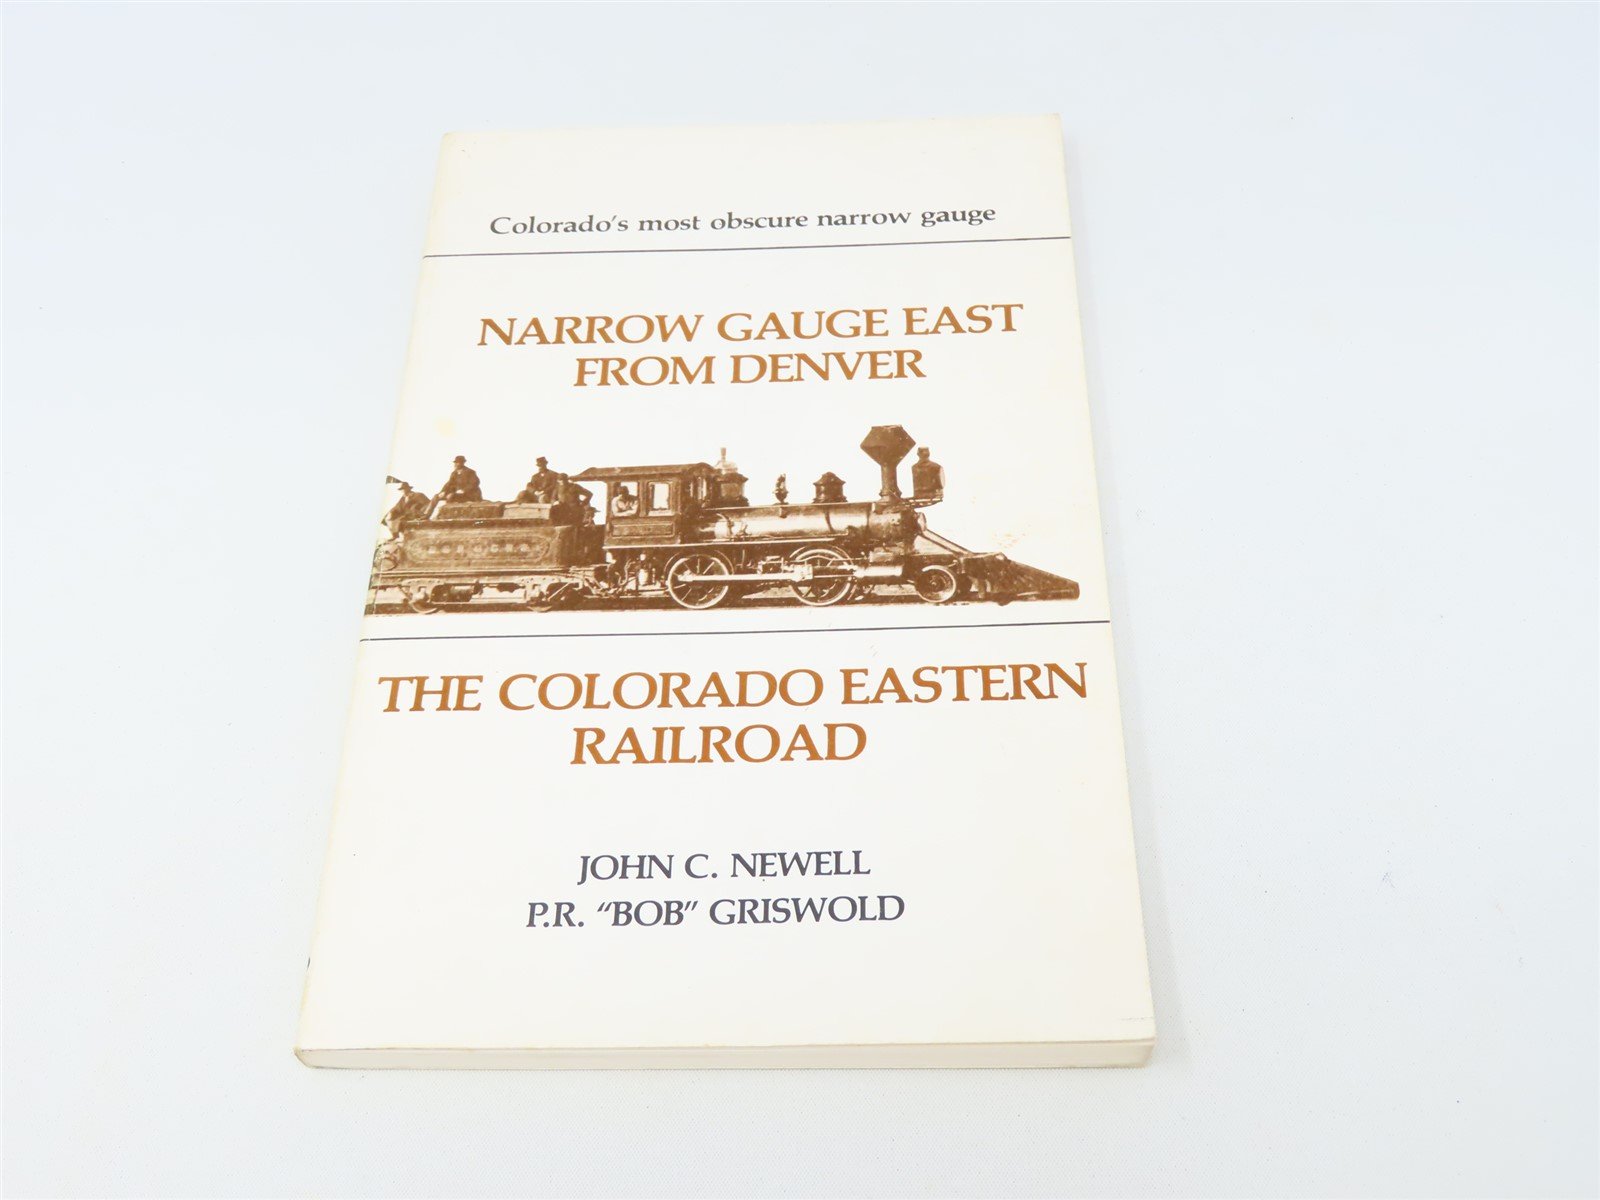 Colorado's most obscure narrow gauge
NARROW GAUGE EAST
FROM DENVER
THE COLORADO EASTERN
RAILROAD
JOHN C. NEWELL
P.R. “BOB” GRISWOLD